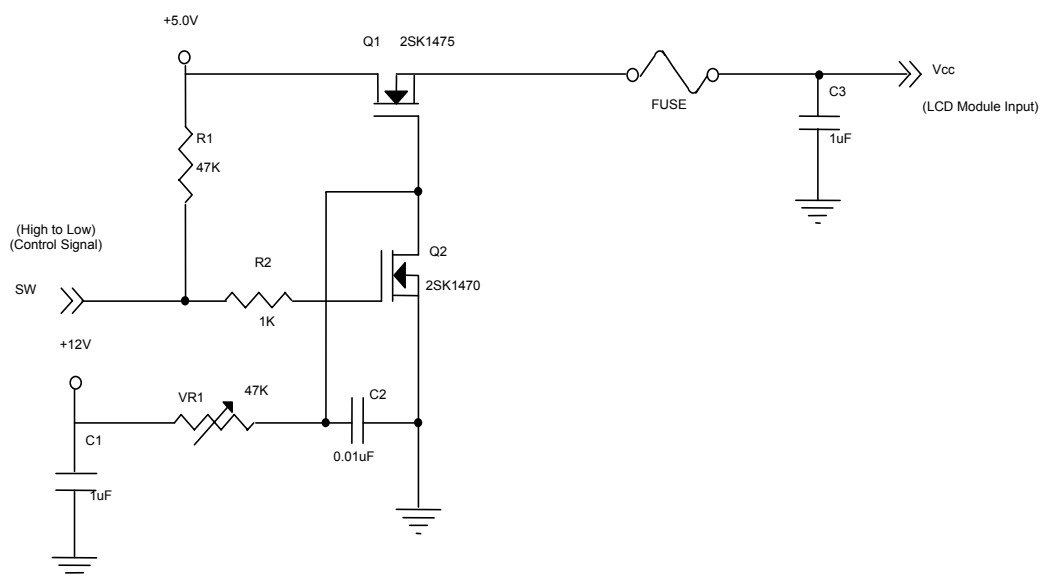 +5.0V
Q1 2SK1475
FUSE
C3
1uF
Vcc
(LCD Module Input)
R1
47K
(High to Low)
(Control Signal)
SW
R2
1K
Q2
2SK1470
+12V
VR1
47K
C2
0.01uF
C1
1uF